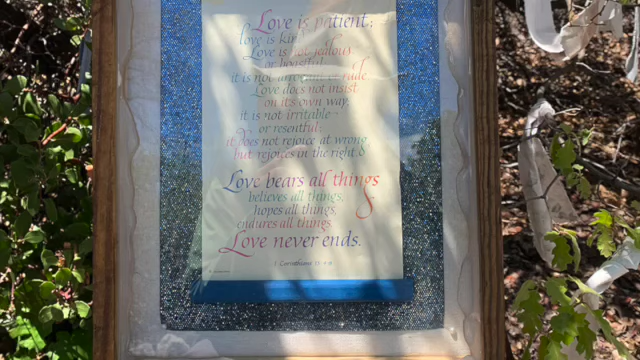 Love is patient;
love is kind
Love is not jealous
or boastful;
it is not arrogant or rude.
Love does not insist
on its own way;
it is not irritable
or resentful;
it does not rejoice at wrong,
but rejoices in the right &
Love bears all things
believes all things,
hopes all things,
endures all things.
Love never ends.
1 Corinthians 13: